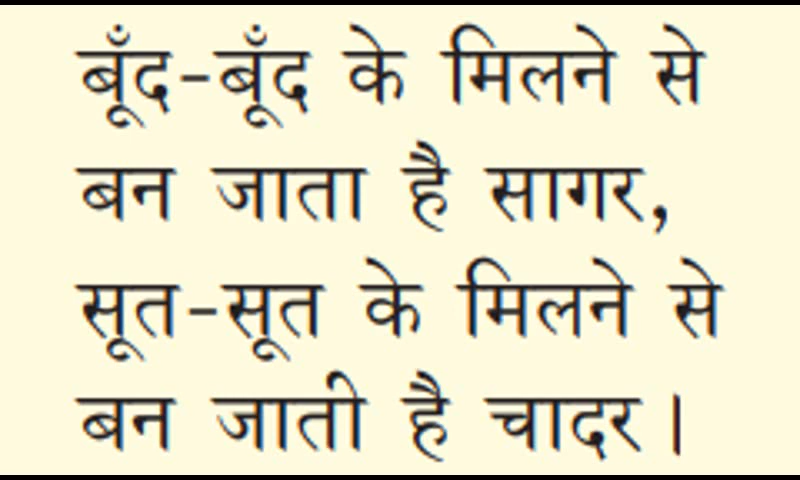 बूँद-बूँद के मिलने से
बन जाता है सागर,
सूत-सूत के मिलने से
बन जाती है चादर।